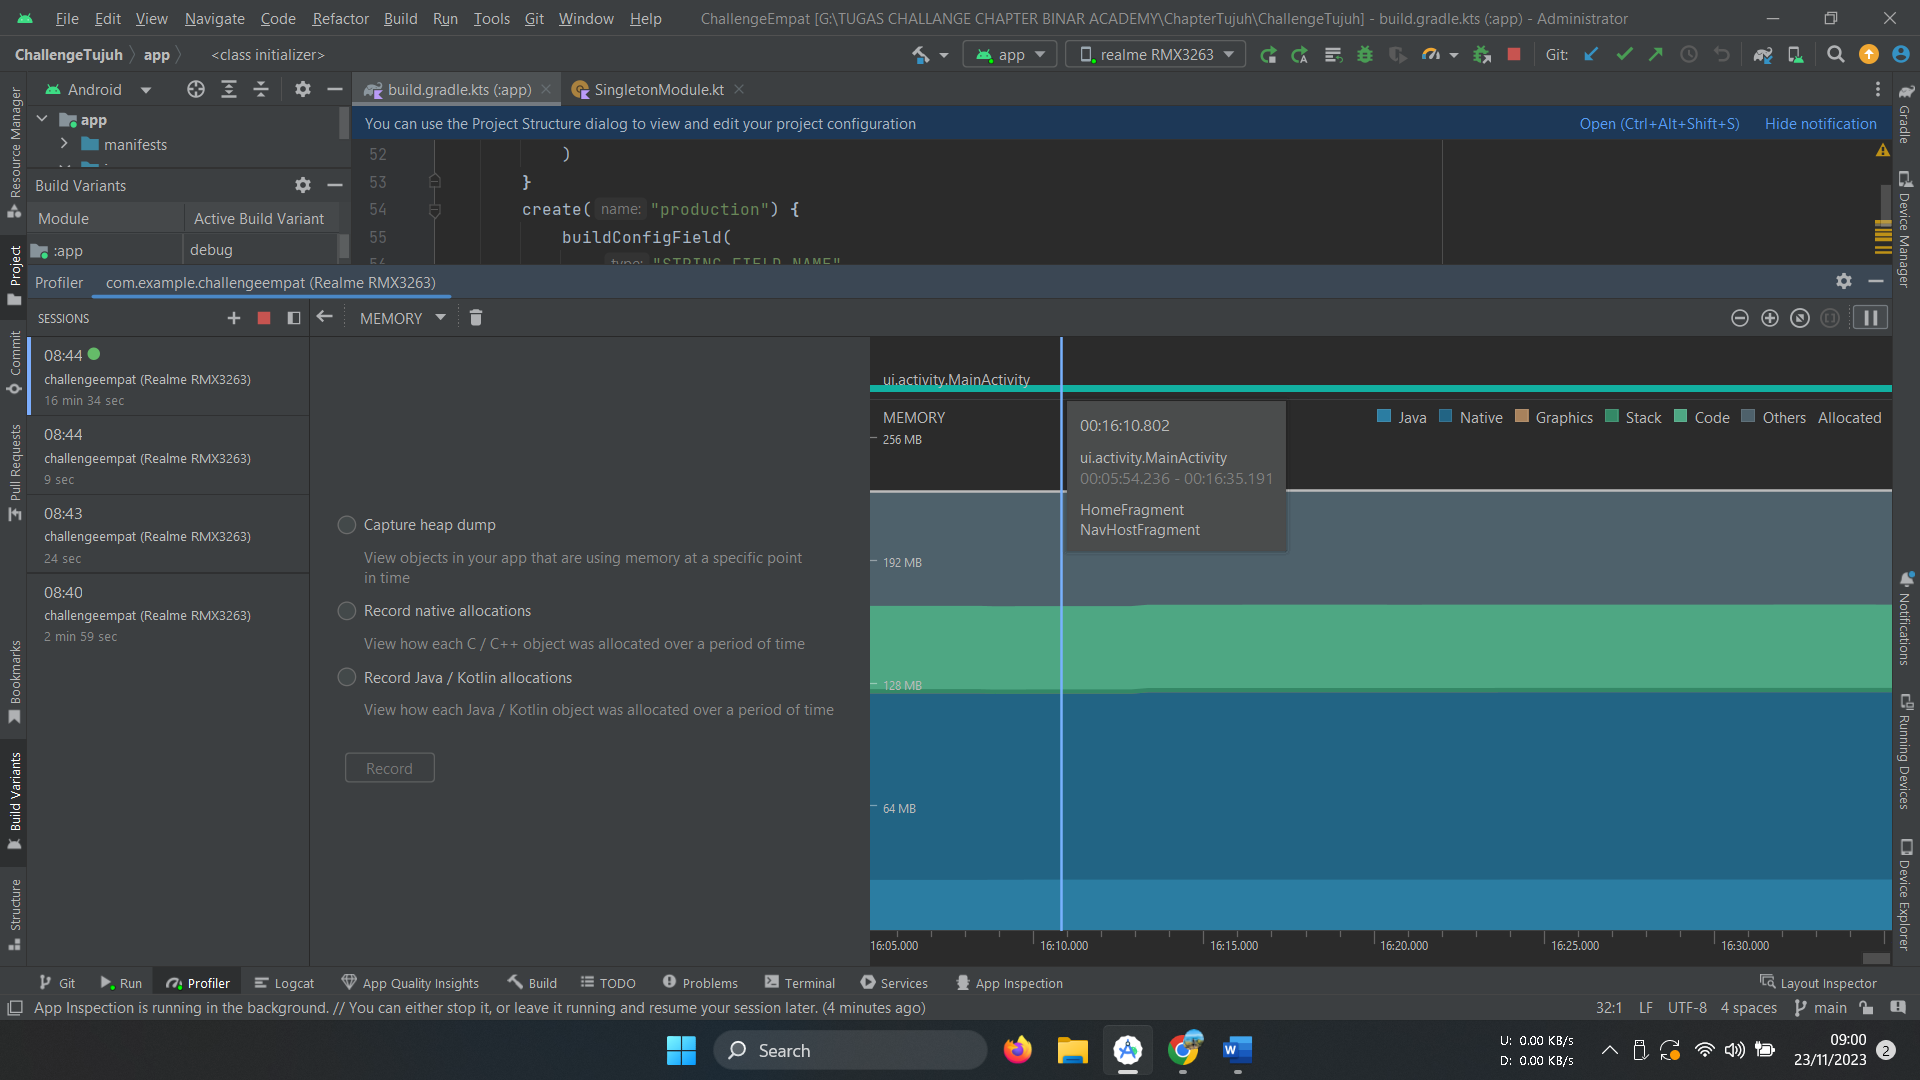 File Edit View Navigate Code Refactor Build Run Tools Git Window Help ChallengeEmpat [G:\TUGAS CHALLANGE CHAPTER BINAR ACADEMY\ChapterTujuh\ChallengeTujuh] - build.gradle.kts (:app) - Administrator
ChallengeTujuh app <class initializer> app realme RMX3263 Git:
Android build.gradle.kts (:app) SingletonModule.kt
app
manifests
You can use the Project Structure dialog to view and edit your project configuration Open (Ctrl+Alt+Shift+S) Hide notification
Build Variants
Module Active Build Variant
:app debug
52 )
53 }
54 create( name: "production") {
55 buildConfigField(
56 type: "STRING_FIELD_NAME"
Resource Manager
Project
Commit
Pull Requests
Bookmarks
Build Variants
Structure
Profiler com.example.challengeempat (Realme RMX3263)
SESSIONS MEMORY
08:44
challengeempat (Realme RMX3263)
16 min 34 sec
08:44
challengeempat (Realme RMX3263)
9 sec
08:43
challengeempat (Realme RMX3263)
24 sec
08:40
challengeempat (Realme RMX3263)
2 min 59 sec
Capture heap dump
View objects in your app that are using memory at a specific point
in time
Record native allocations
View how each C / C++ object was allocated over a period of time
Record Java / Kotlin allocations
View how each Java / Kotlin object was allocated over a period of time
Record
ui.activity.MainActivity
MEMORY
256 MB
Java Native Graphics Stack Code Others Allocated
00:16:10.802
ui.activity.MainActivity
00:05:54.236 - 00:16:35.191
HomeFragment
NavHostFragment
192 MB
128 MB
64 MB
16:05.000 16:10.000 16:15.000 16:20.000 16:25.000 16:30.000
Gradle
Device Manager
Notifications
Running Devices
Device Explorer
Git Run Profiler Logcat App Quality Insights Build TODO Problems Terminal Services App Inspection Layout Inspector
App Inspection is running in the background. // You can either stop it, or leave it running and resume your session later. (4 minutes ago) 32:1 LF UTF-8 4 spaces main
Search
U: 0.00 KB/s
D: 0.00 KB/s
09:00
23/11/2023
2